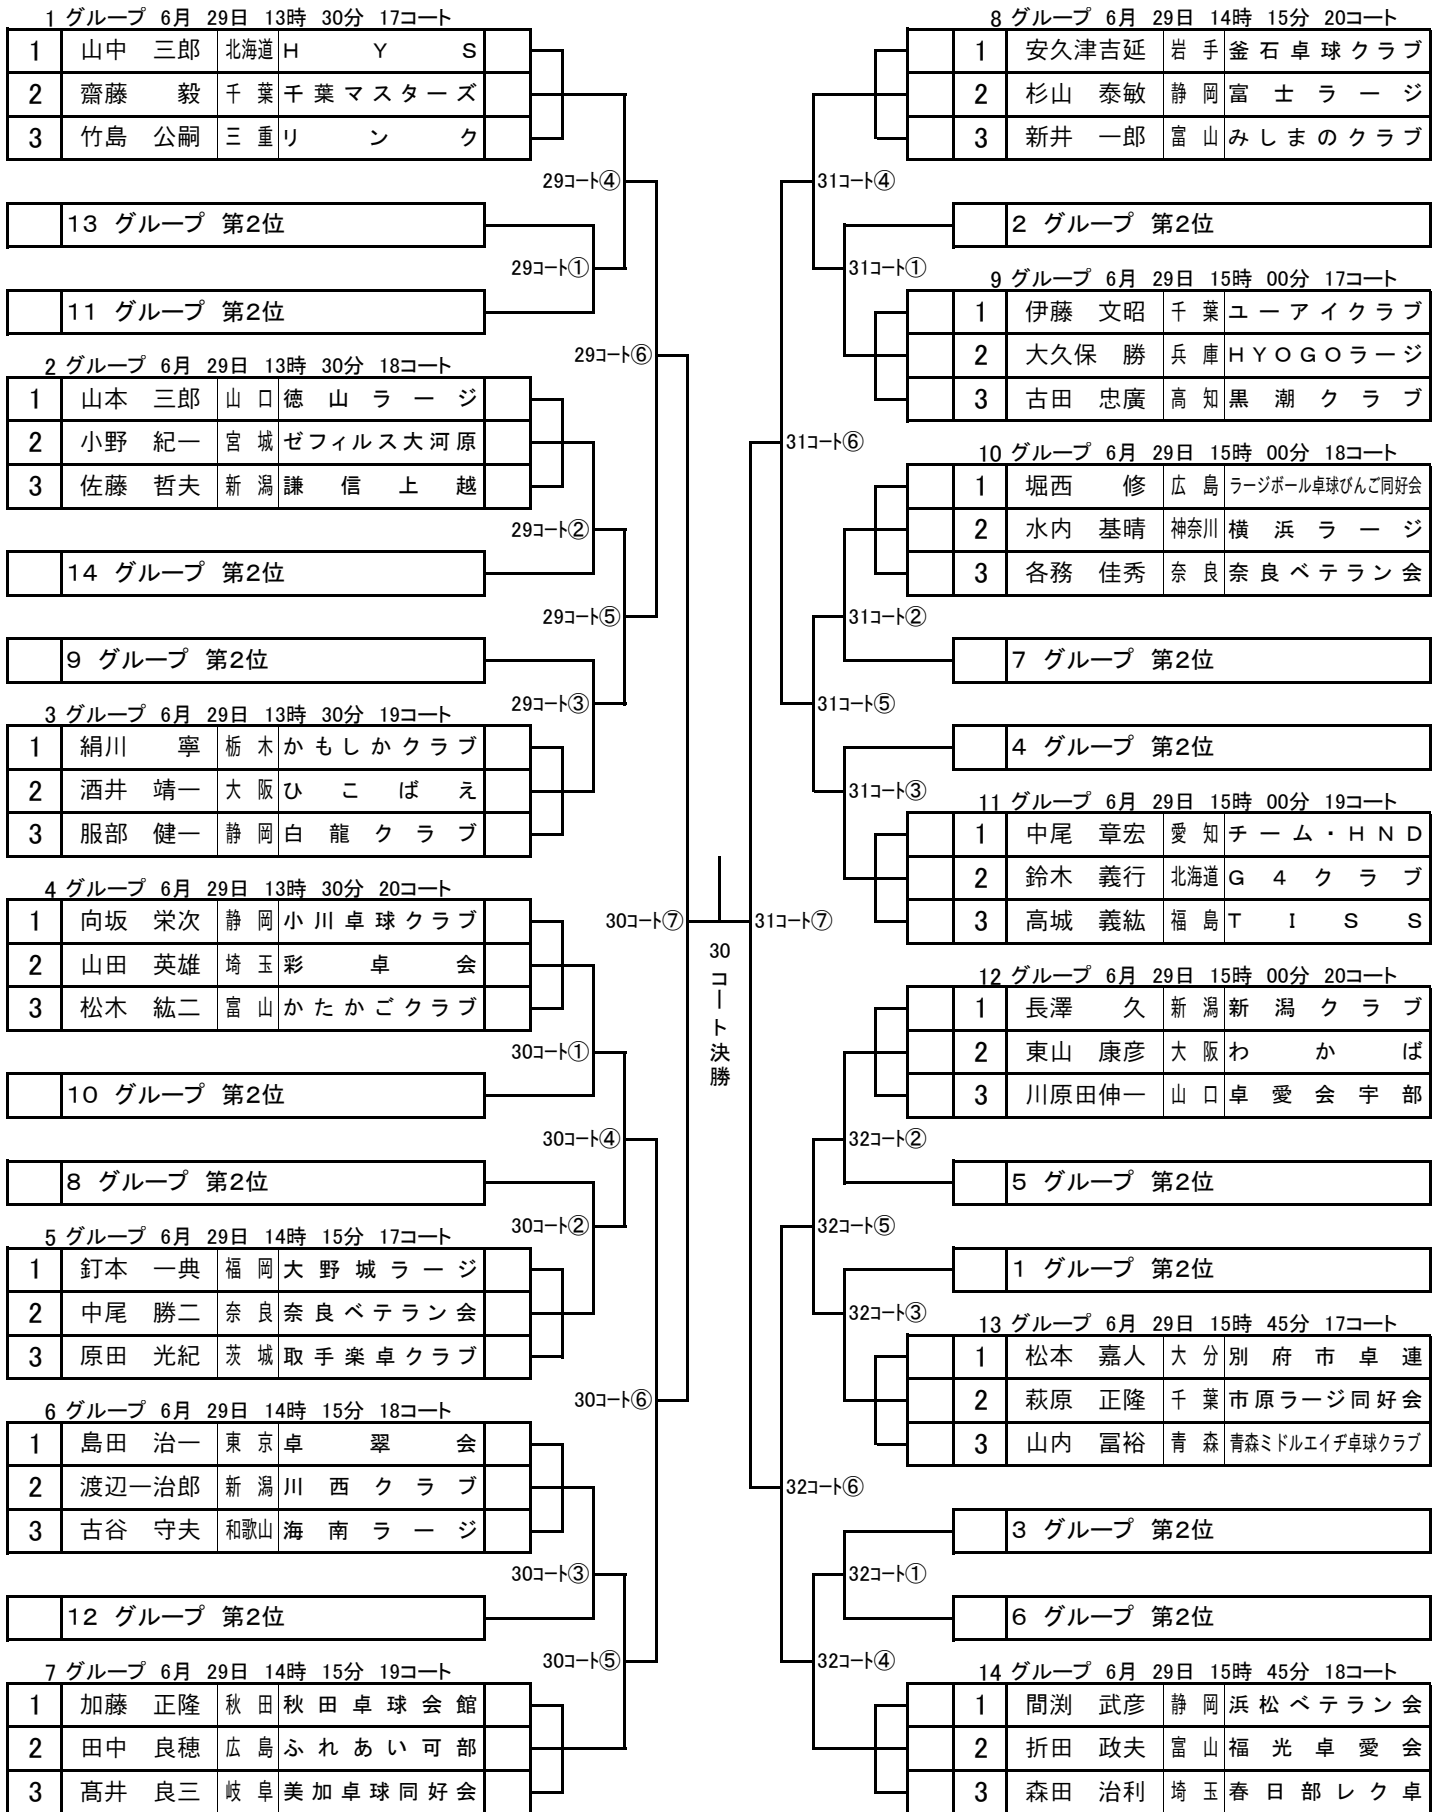 1 グループ 6月 29日 13時 30分 17コート
1 山中 三郎 北海道 H Y S
2 齋藤 毅 千葉 千葉マスターズ
3 竹島 公嗣 三重 リンク
29コート④
13 グループ 第2位
29コート①
11 グループ 第2位
29コート⑥
2 グループ 6月 29日 13時 30分 18コート
1 山本 三郎 山口 徳山ラージ
2 小野 紀一 宮城 ゼフィルス大河原
3 佐藤 哲夫 新潟 謙信上越
29コート②
14 グループ 第2位
29コート⑤
9 グループ 第2位
29コート③
3 グループ 6月 29日 13時 30分 19コート
1 絹川 寧 栃木 かもしかクラブ
2 酒井 靖一 大阪 ひこばえ
3 服部 健一 静岡 白龍クラブ
4 グループ 6月 29日 13時 30分 20コート
1 向坂 栄次 静岡 小川卓球クラブ
2 山田 英雄 埼玉 彩卓会
3 松木 紘二 富山 かたかごクラブ
30コート⑦
30コート①
10 グループ 第2位
30コート④
8 グループ 第2位
30コート②
5 グループ 6月 29日 14時 15分 17コート
1 釘本 一典 福岡 大野城ラージ
2 中尾 勝二 奈良 奈良ベテラン会
3 原田 光紀 茨城 取手楽卓クラブ
30コート⑥
6 グループ 6月 29日 14時 15分 18コート
1 島田 治一 東京 卓翠会
2 渡辺一治郎 新潟 川西クラブ
3 古谷 守夫 和歌山 海南ラージ
30コート③
12 グループ 第2位
30コート⑤
7 グループ 6月 29日 14時 15分 19コート
1 加藤 正隆 秋田 秋田卓球会館
2 田中 良穂 広島 ふれあい可部
3 髙井 良三 岐阜 美加卓球同好会
30コート決勝
8 グループ 6月 29日 14時 15分 20コート
1 安久津吉延 岩手 釜石卓球クラブ
2 杉山 泰敏 静岡 富士ラージ
3 新井 一郎 富山 みしまのクラブ
31コート④
2 グループ 第2位
31コート①
9 グループ 6月 29日 15時 00分 17コート
1 伊藤 文昭 千葉 ユーアイクラブ
2 大久保 勝 兵庫 HYOGOラージ
3 古田 忠廣 高知 黒潮クラブ
31コート⑥
10 グループ 6月 29日 15時 00分 18コート
1 堀西 修 広島 ラージボール卓球びんご同好会
2 水内 基晴 神奈川 横浜ラージ
3 各務 佳秀 奈良 奈良ベテラン会
31コート②
7 グループ 第2位
31コート⑤
4 グループ 第2位
31コート③
11 グループ 6月 29日 15時 00分 19コート
1 中尾 章宏 愛知 チーム・HND
2 鈴木 義行 北海道 G4クラブ
3 高城 義紘 福島 T I S S
31コート⑦
12 グループ 6月 29日 15時 00分 20コート
1 長澤 久 新潟 新潟クラブ
2 東山 康彦 大阪 わかば
3 川原田伸一 山口 卓愛会宇部
32コート②
5 グループ 第2位
32コート⑤
1 グループ 第2位
32コート③
13 グループ 6月 29日 15時 45分 17コート
1 松本 嘉人 大分 別府市卓連
2 萩原 正隆 千葉 市原ラージ同好会
3 山内 冨裕 青森 青森ミドルエイヂ卓球クラブ
32コート⑥
3 グループ 第2位
32コート①
6 グループ 第2位
32コート④
14 グループ 6月 29日 15時 45分 18コート
1 間渕 武彦 静岡 浜松ベテラン会
2 折田 政夫 富山 福光卓愛会
3 森田 治利 埼玉 春日部レク卓